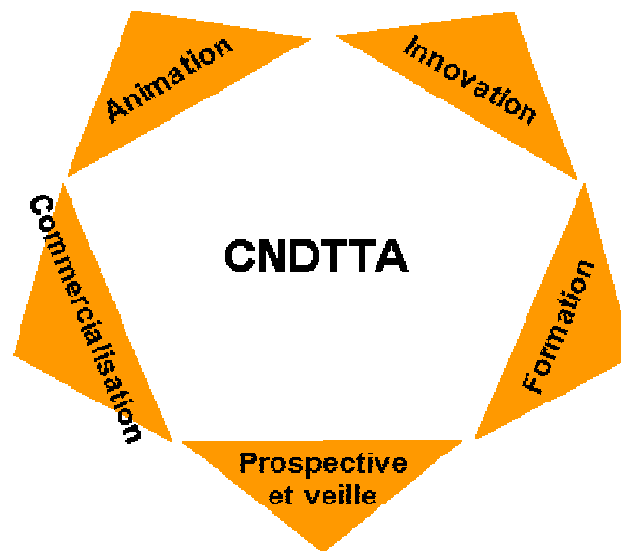 Animation
Innovation
Commercialisation
CNDTTA
Formation
Prospective
et veille